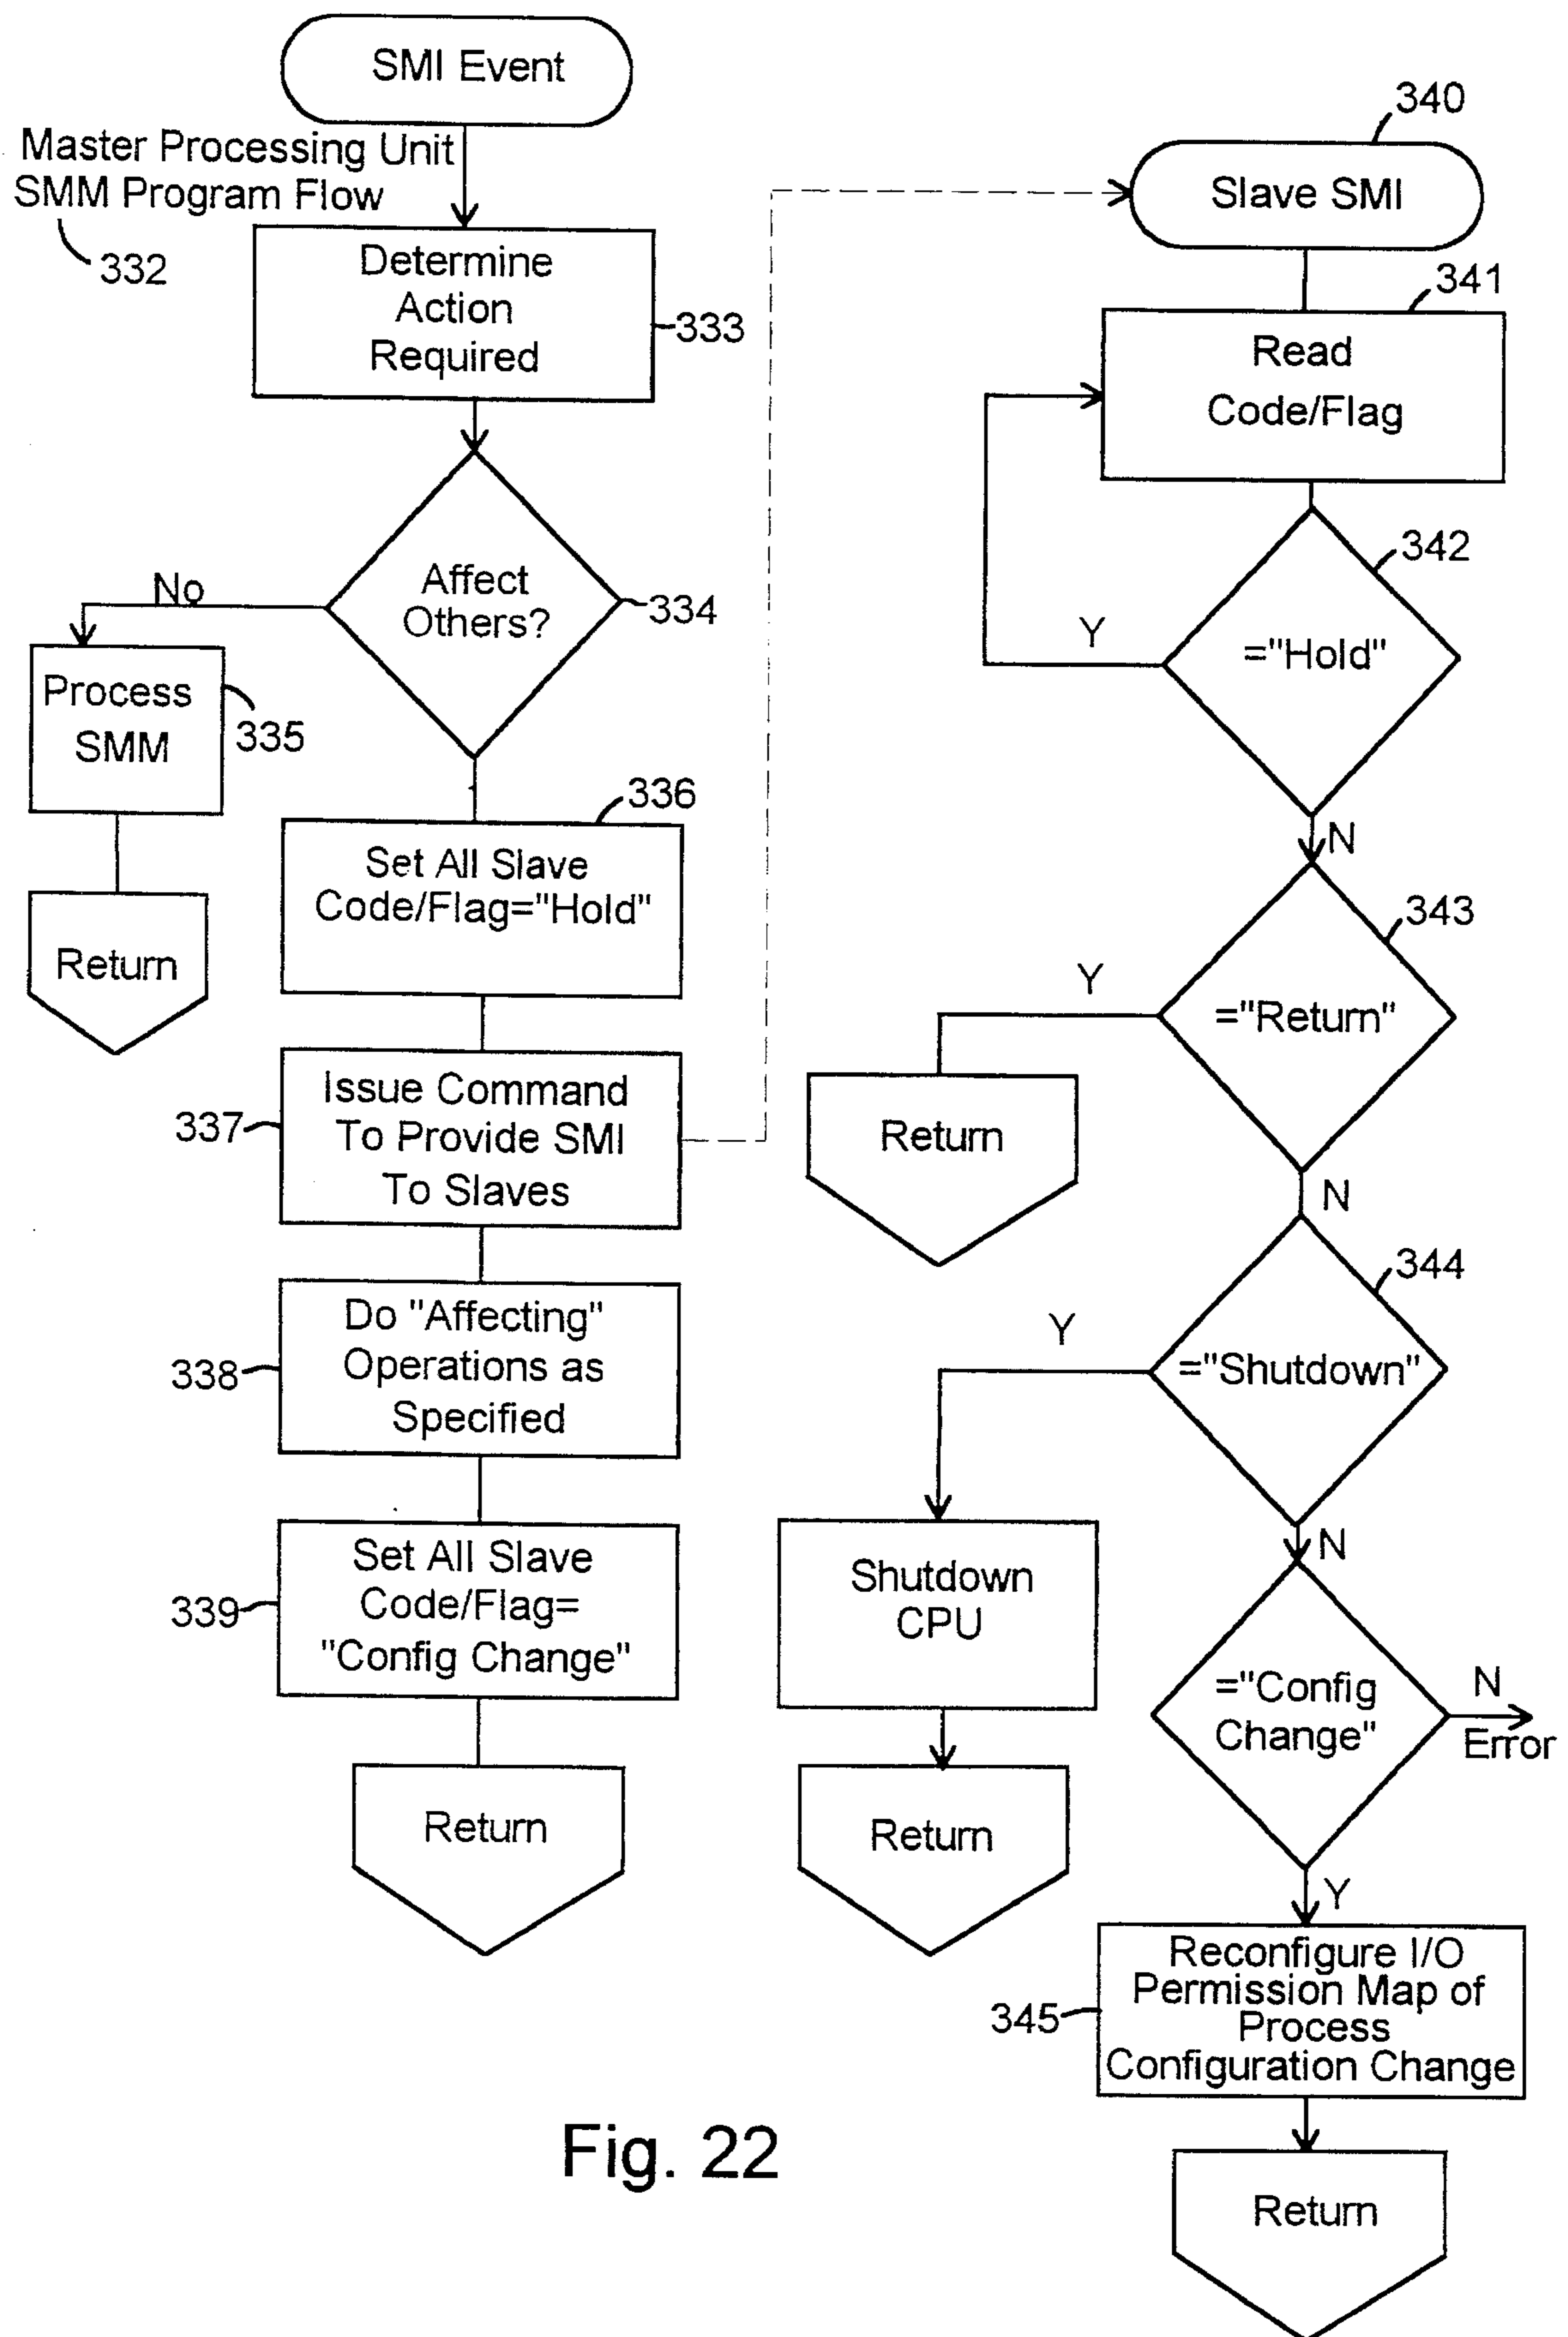 SMI Event
Master Processing Unit
SMM Program Flow
332
Determine
Action
Required
333
Affect
Others?
334
No
Process
SMM
335
Return
336
Set All Slave
Code/Flag="Hold"
Issue Command
To Provide SMI
To Slaves
337
Do "Affecting"
Operations as
Specified
338
Set All Slave
Code/Flag=
"Config Change"
339
Return
340
Slave SMI
341
Read
Code/Flag
342
="Hold"
Y
N
343
="Return"
Y
Return
N
344
="Shutdown"
Y
Shutdown
CPU
Return
N
="Config
Change"
N
Error
Y
Reconfigure I/O
Permission Map of
Process
Configuration Change
345
Return
Fig. 22